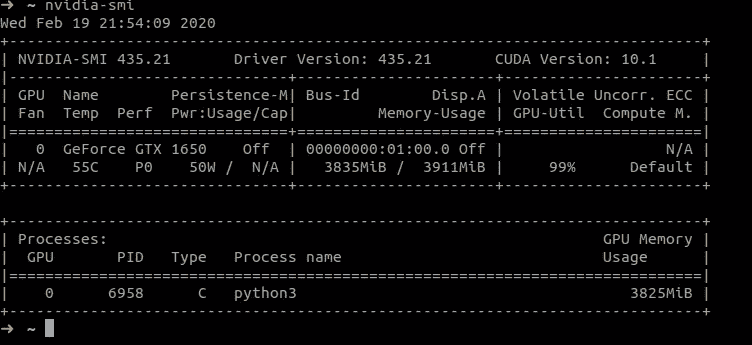 ➜  ~ nvidia-smi
Wed Feb 19 21:54:09 2020
+-----------------------------------------------------------------------------+
| NVIDIA-SMI 435.21       Driver Version: 435.21       CUDA Version: 10.1     |
|-------------------------------+----------------------+----------------------+
| GPU  Name        Persistence-M| Bus-Id        Disp.A | Volatile Uncorr. ECC |
| Fan  Temp  Perf  Pwr:Usage/Cap|         Memory-Usage | GPU-Util  Compute M. |
|===============================+======================+======================|
|   0  GeForce GTX 1650    Off  | 00000000:01:00.0 Off |                  N/A |
| N/A   55C    P0    50W /  N/A |   3835MiB /  3911MiB |     99%      Default |
+-------------------------------+----------------------+----------------------+

+-----------------------------------------------------------------------------+
| Processes:                                                       GPU Memory |
|  GPU       PID   Type   Process name                             Usage      |
|=============================================================================|
|    0      6958      C   python3                                     3825MiB |
+-----------------------------------------------------------------------------+
➜  ~